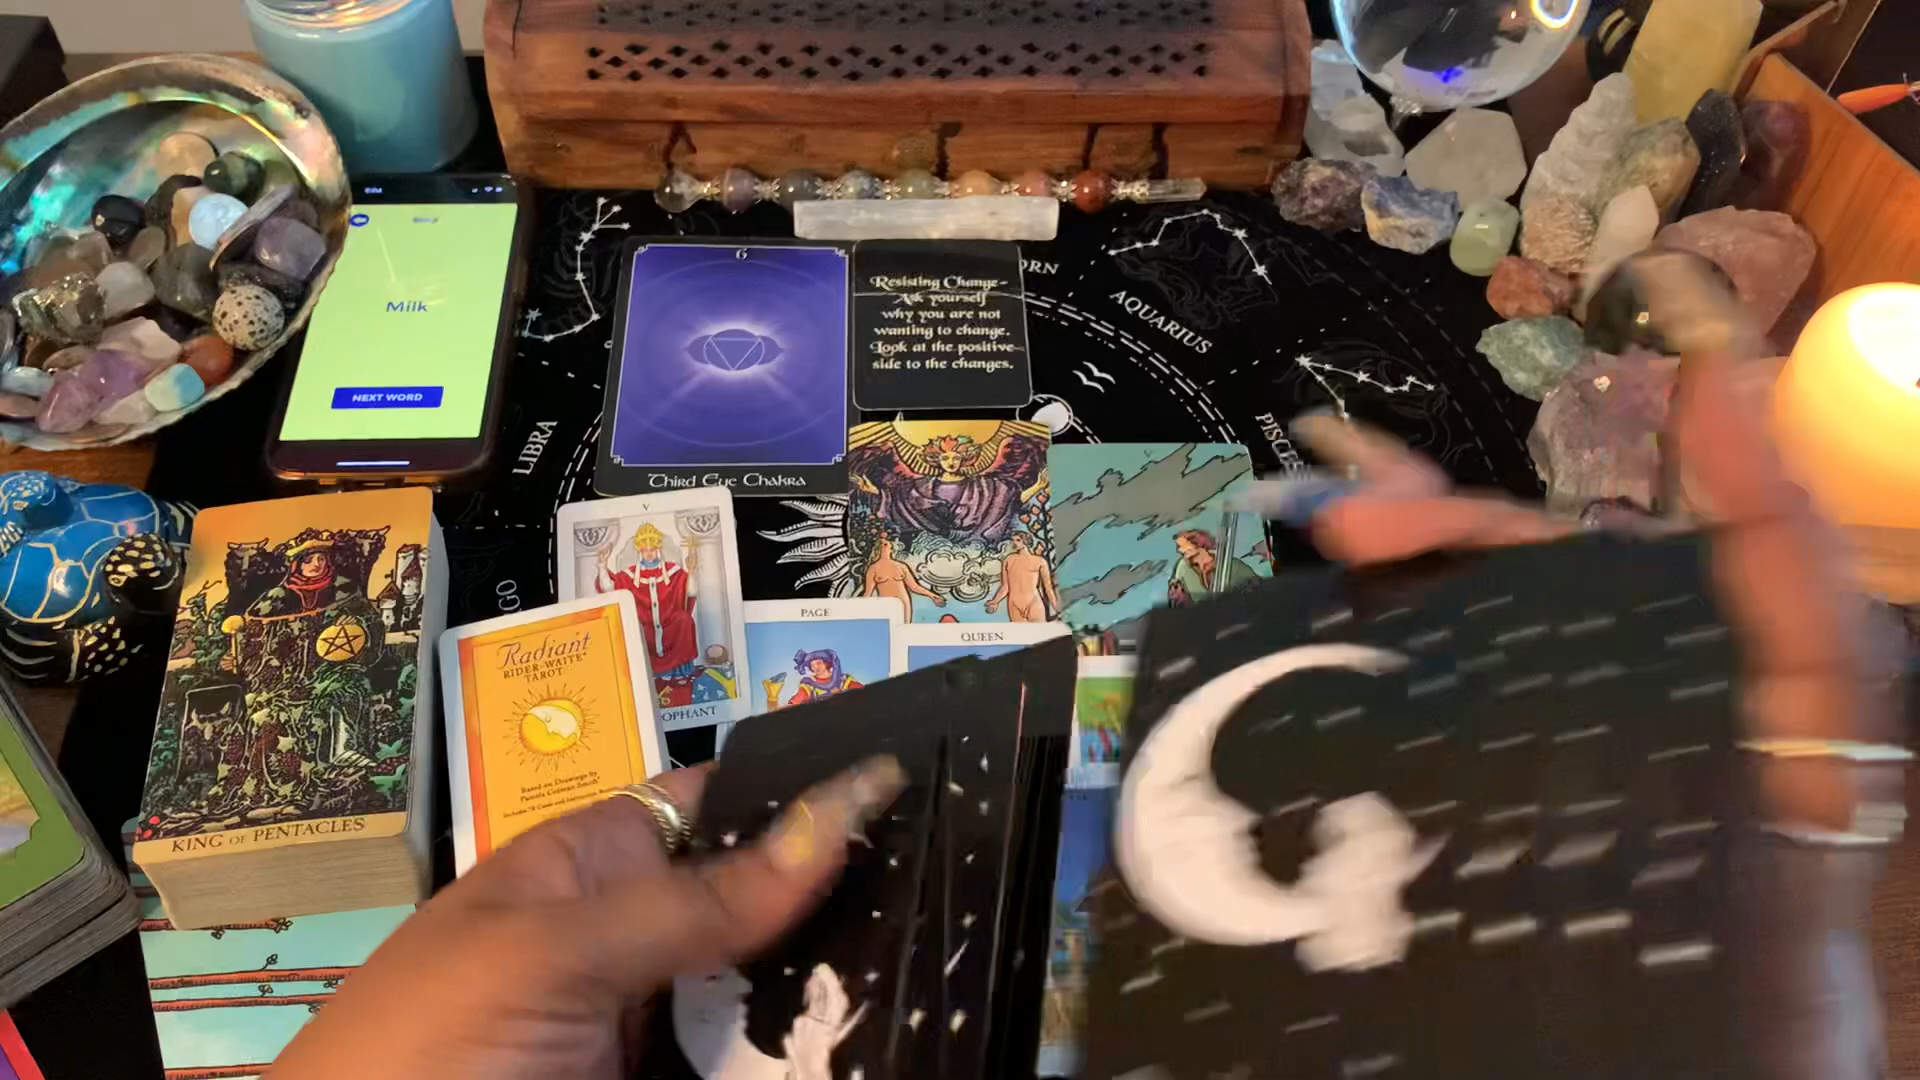 Milk
NEXT WORD
6
Third Eye Chakra
Resisting Change-
Ask yourself
why you are not
wanting to change.
Look at the positive
side to the changes.
AQUARIUS
LIBRA
V
V
PAGE
QUEEN
Radiant
RIDER-WAITE
TAROT
Based on Drawings by
Pamela Colman Smith
OPHANT
KING OF PENTACLES
ORN
GO